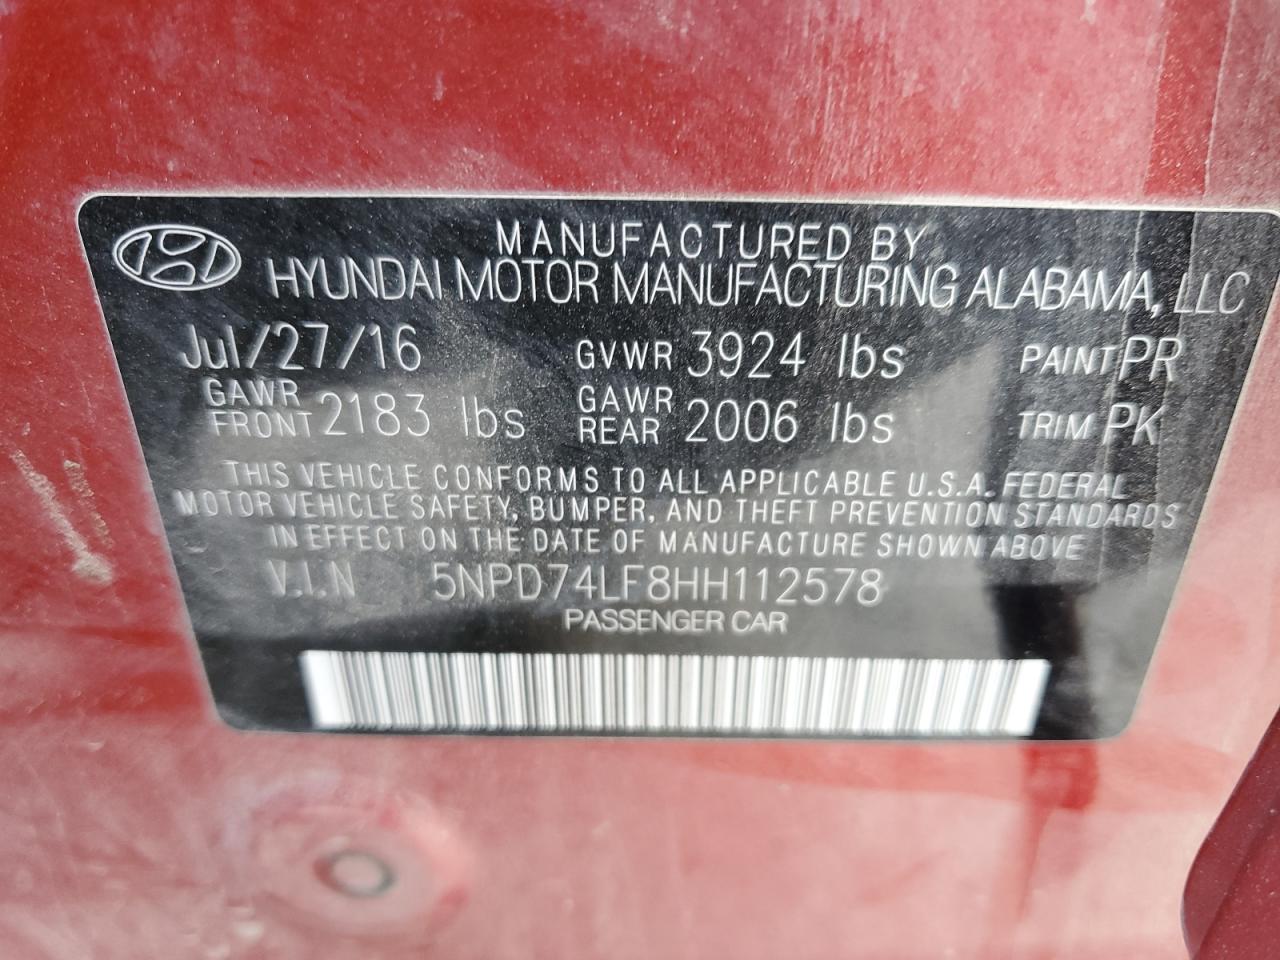 MANUFACTURED BY
HYUNDAI MOTOR MANUFACTURING ALABAMA, LLC
Jul/27/16 GVWR 3924 lbs PAINT PR
GAWR FRONT 2183 lbs GAWR REAR 2006 lbs TRIM PK
THIS VEHICLE CONFORMS TO ALL APPLICABLE U.S.A. FEDERAL
MOTOR VEHICLE SAFETY, BUMPER, AND THEFT PREVENTION STANDARDS
IN EFFECT ON THE DATE OF MANUFACTURE SHOWN ABOVE
V.I.N 5NPD74LF8HH112578
PASSENGER CAR